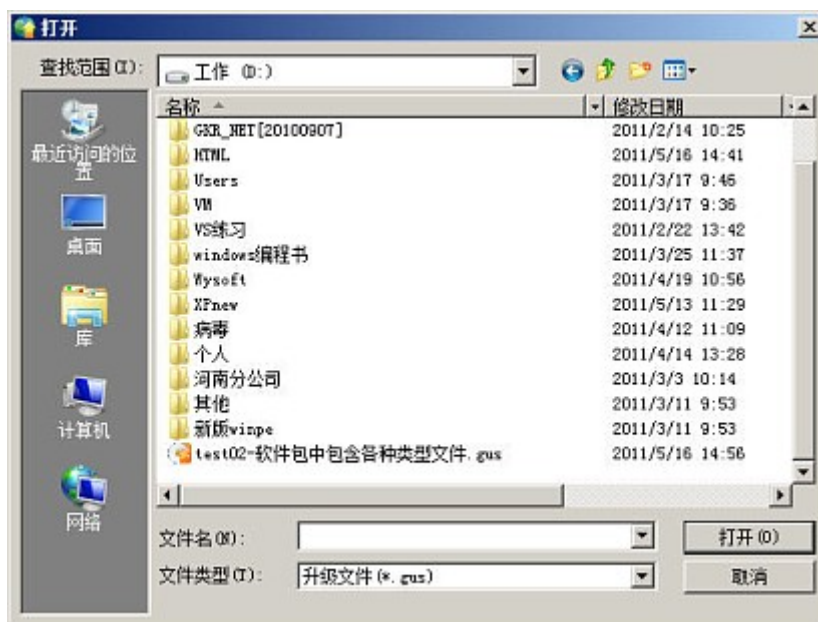 打开
查找范围(I): 工作 (D:)
名称 修改日期
GKR_NET[20100907] 2011/2/14 10:25
HTML 2011/5/16 14:41
Users 2011/3/17 9:46
VM 2011/3/17 9:36
VS练习 2011/2/22 13:42
windows编程书 2011/3/25 11:37
Wysoft 2011/4/19 10:56
XPnew 2011/5/13 11:29
病毒 2011/4/12 11:09
个人 2011/4/14 13:28
河南分公司 2011/3/3 10:14
其他 2011/3/11 9:53
新版winpe 2011/3/11 9:53
test02-软件包中包含各种类型文件.gus 2011/5/16 14:56
最近访问的位
置
桌面
库
计算机
网络
文件名(N): 打开(O)
文件类型(T): 升级文件(*.gus) 取消